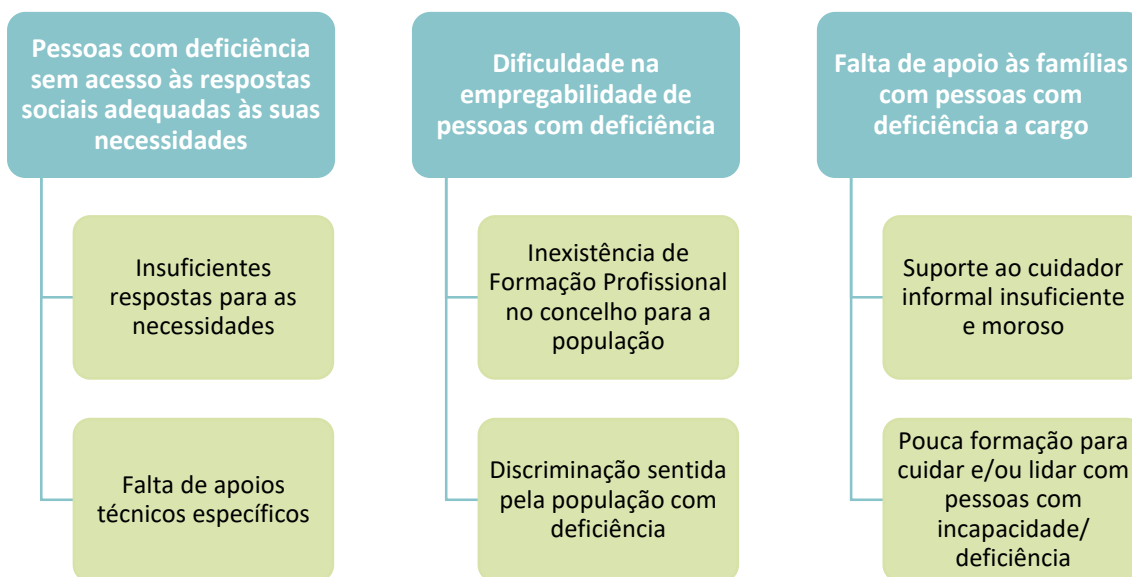 Pessoas com deficiência
sem acesso às respostas
sociais adequadas às suas
necessidades
Insuficientes
respostas para as
necessidades
Falta de apoios
técnicos específicos
Dificuldade na
empregabilidade de
pessoas com deficiência
Inexistência de
Formação Profissional
no concelho para a
população
Discriminação sentida
pela população com
deficiência
Falta de apoio às famílias
com pessoas com
deficiência a cargo
Suporte ao cuidador
informal insuficiente
e moroso
Pouca formação para
cuidar e/ou lidar com
pessoas com
incapacidade/
deficiência